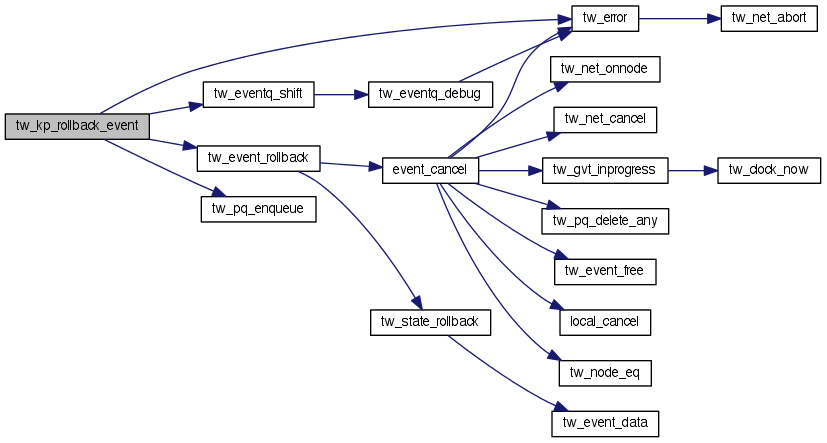 tw_error
tw_net_abort
tw_net_onnode
tw_eventq_shift
tw_eventq_debug
tw_net_cancel
tw_kp_rollback_event
tw_event_rollback
event_cancel
tw_gvt_inprogress
tw_clock_now
tw_pq_enqueue
tw_pq_delete_any
tw_event_free
tw_state_rollback
local_cancel
tw_node_eq
tw_event_data